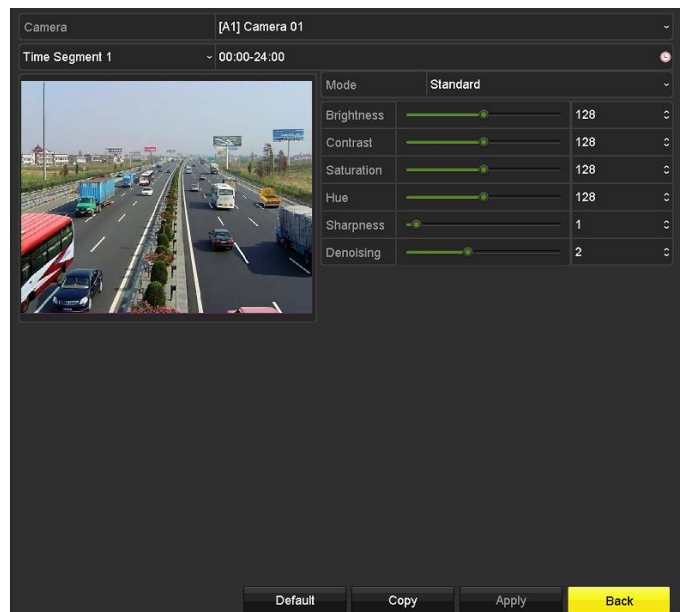 Camera [A1] Camera 01
Time Segment 1 00:00-24:00
Mode Standard
Brightness 128
Contrast 128
Saturation 128
Hue 128
Sharpness 1
Denoising 2
Default Copy Apply Back